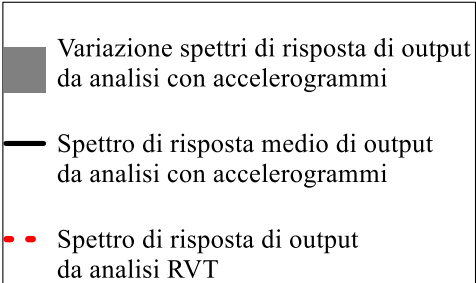 Variazione spettri di risposta di output
da analisi con accelerogrammi
Spettro di risposta medio di output
da analisi con accelerogrammi
Spettro di risposta di output
da analisi RVT